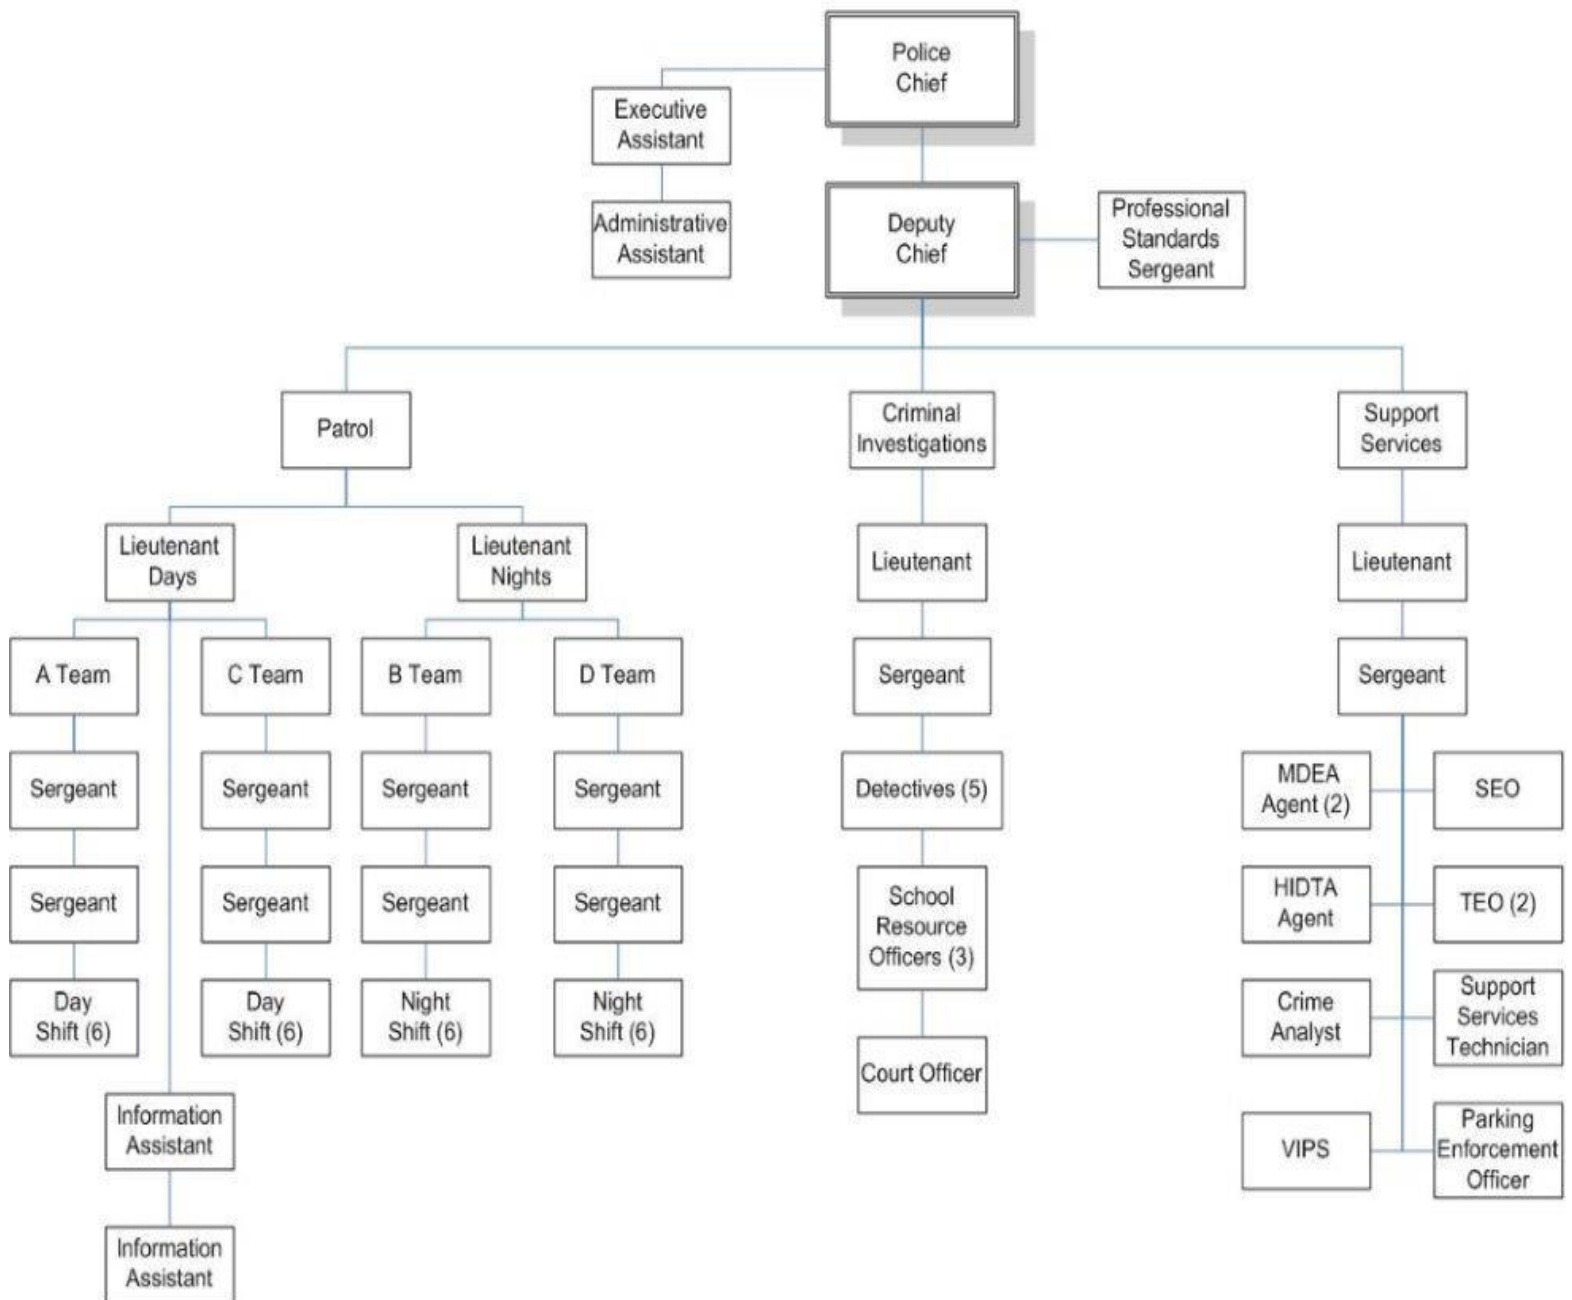 Police
Chief
Executive
Assistant
Administrative
Assistant
Deputy
Chief
Professional
Standards
Sergeant
Patrol
Criminal
Investigations
Support
Services
Lieutenant
Days
Lieutenant
Nights
Lieutenant
Lieutenant
A Team
C Team
B Team
D Team
Sergeant
Sergeant
Sergeant
Sergeant
Sergeant
Sergeant
Detectives (5)
MDEA
Agent (2)
SEO
Sergeant
Sergeant
Sergeant
Sergeant
School
Resource
Officers (3)
HIDTA
Agent
TEO (2)
Day
Shift (6)
Day
Shift (6)
Night
Shift (6)
Night
Shift (6)
Court Officer
Crime
Analyst
Support
Services
Technician
Information
Assistant
VIPS
Parking
Enforcement
Officer
Information
Assistant